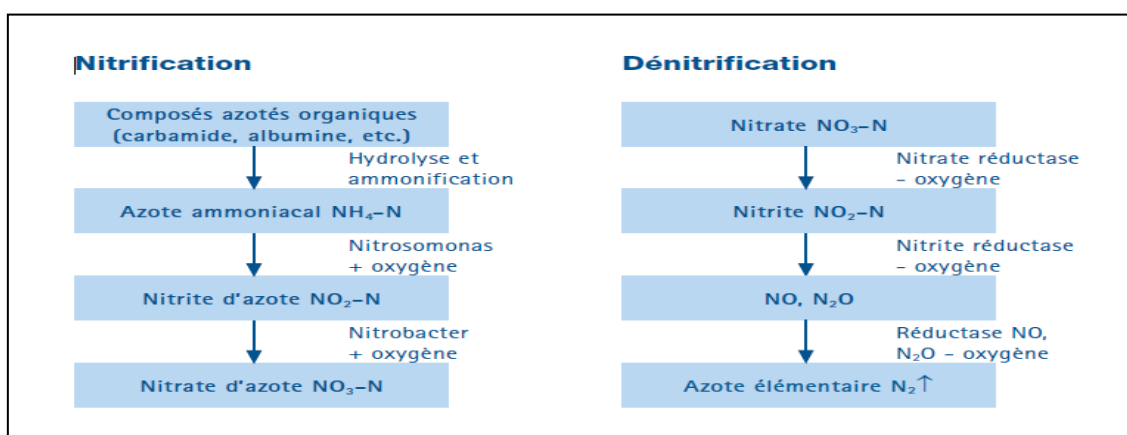 Nitrification
Composés azotés organiques
(carbamide, albumine, etc.)
Hydrolyse et
ammonification
Azote ammoniacal NH₄–N
Nitrosomonas
+ oxygène
Nitrite d'azote NO₂–N
Nitrobacter
+ oxygène
Nitrate d'azote NO₃–N
Dénitrification
Nitrate NO₃–N
Nitrate réductase
– oxygène
Nitrite NO₂–N
Nitrite réductase
– oxygène
NO, N₂O
Réductase NO,
N₂O – oxygène
Azote élémentaire N₂↑